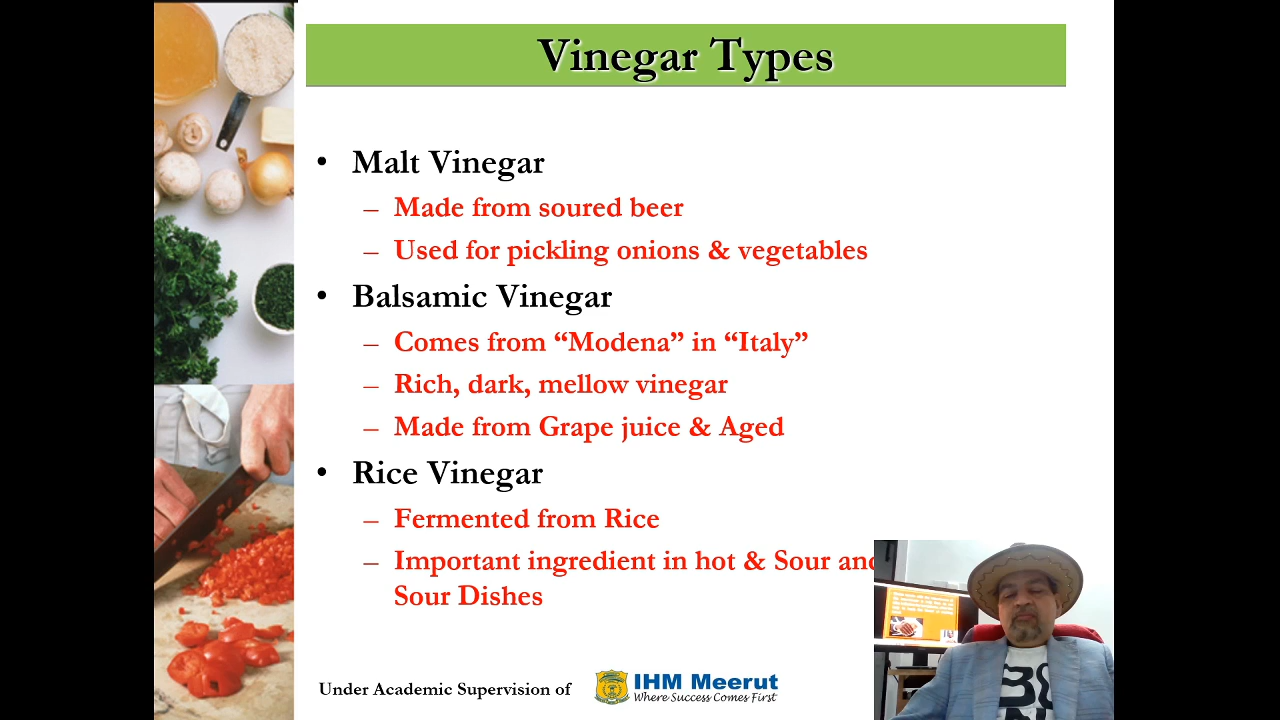 Vinegar Types
• Malt Vinegar
– Made from soured beer
– Used for pickling onions & vegetables
• Balsamic Vinegar
– Comes from “Modena” in “Italy”
– Rich, dark, mellow vinegar
– Made from Grape juice & Aged
• Rice Vinegar
– Fermented from Rice
– Important ingredient in hot & Sour and
Sour Dishes
Under Academic Supervision of
IHM Meerut
Where Success Comes First